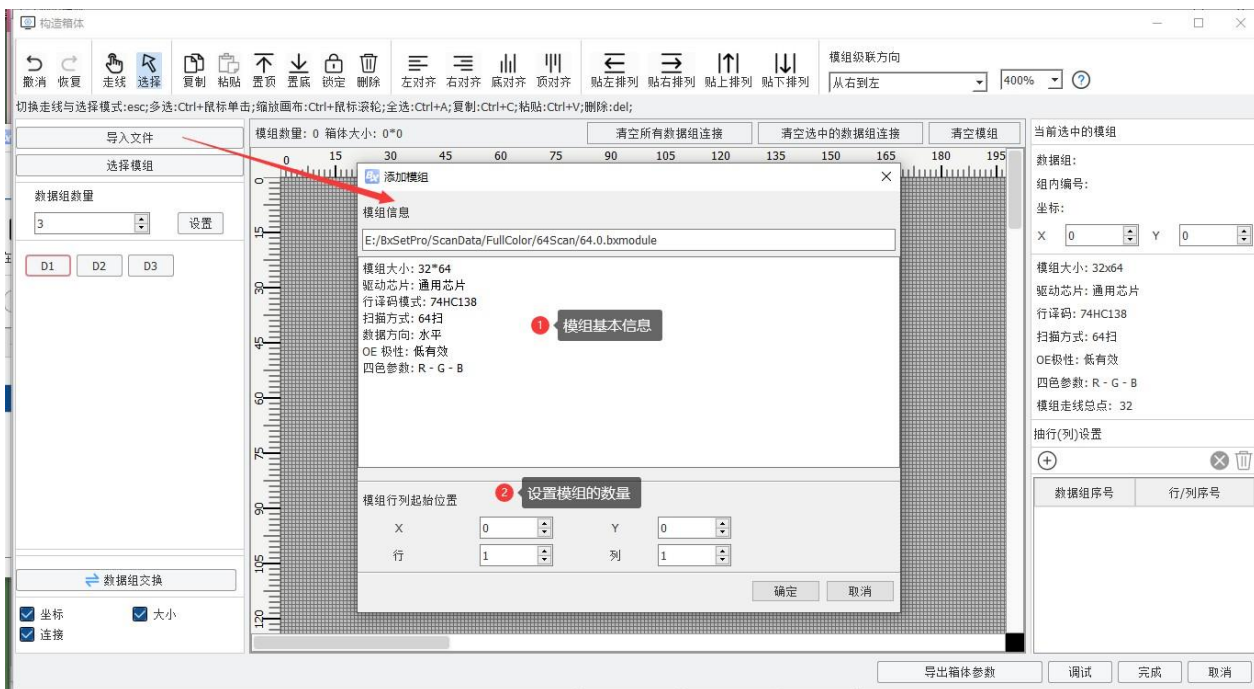 构造箱体
模组级联方向
撤消 恢复 走线 选择 复制 粘贴 置顶 置底 锁定 删除 左对齐 右对齐 底对齐 顶对齐 贴左排列 贴右排列 贴上排列 贴下排列 从右到左 400%
切换走线与选择模式:esc;多选:Ctrl+鼠标单击;缩放画布:Ctrl+鼠标滚轮;全选:Ctrl+A;复制:Ctrl+C;粘贴:Ctrl+V;删除:del;
导入文件
选择模组
数据组数量
3 设置
D1 D2 D3
数据组交换
坐标 大小
连接
模组数量: 0 箱体大小: 0*0 清空所有数据组连接 清空选中的数据组连接 清空模组
0 15 30 45 60 75 90 105 120 135 150 165 180 195
0
15
30
45
60
75
90
105
120
添加模组
模组信息
E:/BxSetPro/ScanData/FullColor/64Scan/64.0.bxmodule
模组大小: 32*64
驱动芯片: 通用芯片
行译码模式: 74HC138
扫描方式: 64扫
数据方向: 水平
OE 极性: 低有效
四色参数: R - G - B
1 模组基本信息
2 设置模组的数量
模组行列起始位置
X 0 Y 0
行 1 列 1
确定 取消
当前选中的模组
数据组:
组内编号:
坐标:
X 0 Y 0
模组大小: 32x64
驱动芯片: 通用芯片
行译码: 74HC138
扫描方式: 64扫
OE极性: 低有效
四色参数: R - G - B
模组走线总点: 32
抽行(列)设置
数据组序号 行/列序号
导出箱体参数 调试 完成 取消